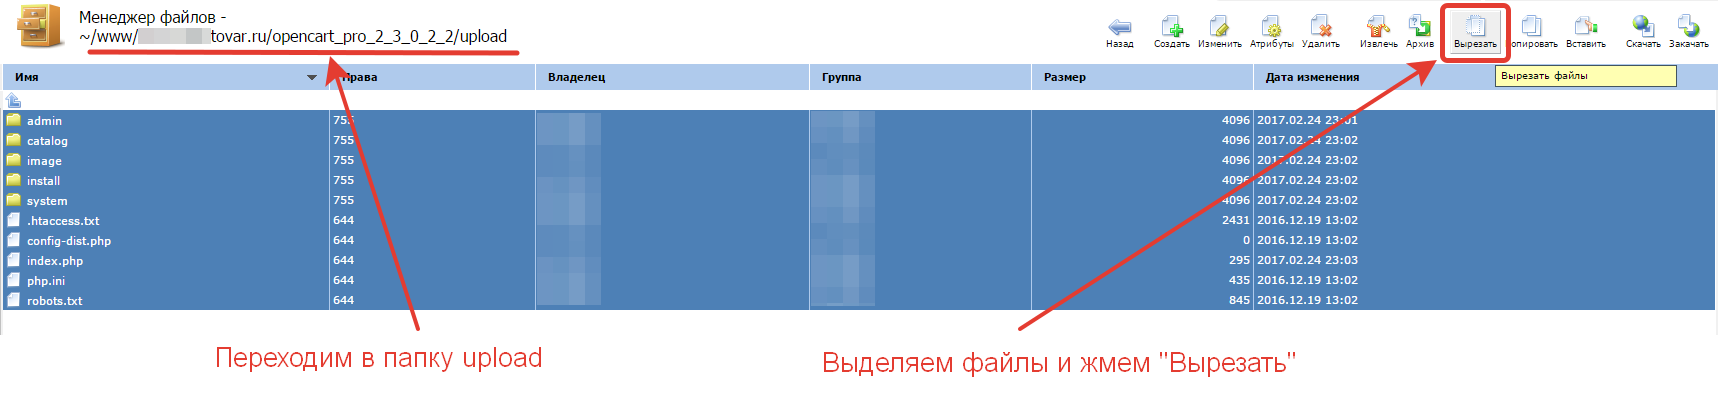 Менеджер файлов -
~/www/ tovar.ru/opencart_pro_2_3_0_2_2/upload
Назад Создать Изменить Атрибуты Удалить Извлечь Архив Вырезать опировать Вставить Скачать Закачать
Имя Права Владелец Группа Размер Дата изменения
Вырезать файлы
admin 755 4096 2017.02.24 23:01
catalog 755 4096 2017.02.24 23:02
image 755 4096 2017.02.24 23:02
install 755 4096 2017.02.24 23:02
system 755 4096 2017.02.24 23:02
.htaccess.txt 644 2431 2016.12.19 13:02
config-dist.php 644 0 2016.12.19 13:02
index.php 644 295 2017.02.24 23:03
php.ini 644 435 2016.12.19 13:02
robots.txt 644 845 2016.12.19 13:02
Переходим в папку upload
Выделяем файлы и жмем "Вырезать"